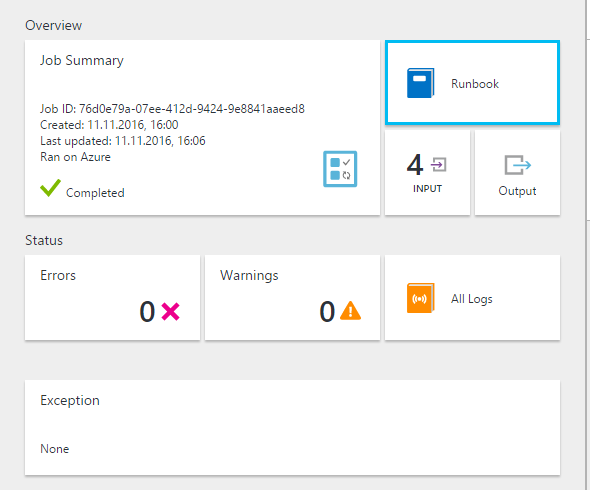 Overview
Job Summary
Job ID: 76d0e79a-07ee-412d-9424-9e8841aaeed8
Created: 11.11.2016, 16:00
Last updated: 11.11.2016, 16:06
Ran on Azure
Completed
Runbook
4
INPUT
Output
Status
Errors
0
Warnings
0
All Logs
Exception
None